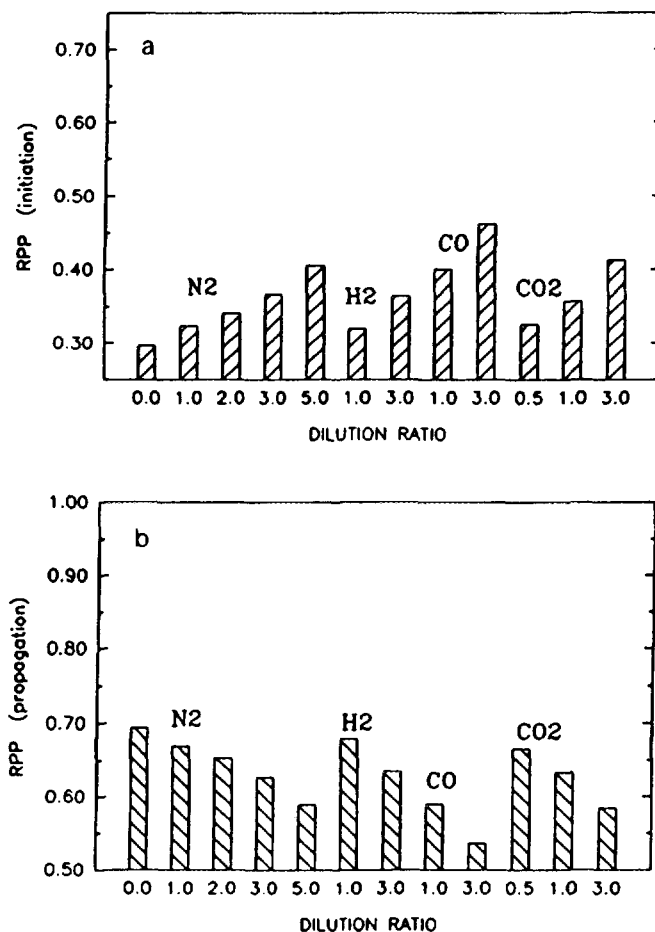 a
0.70
0.60
0.50
0.40
0.30
RPP (initiation)
N2
H2
CO
CO2
0.0 1.0 2.0 3.0 5.0 1.0 3.0 1.0 3.0 0.5 1.0 3.0
DILUTION RATIO
b
1.00
0.90
0.80
0.70
0.60
0.50
RPP (propagation)
N2
H2
CO
CO2
0.0 1.0 2.0 3.0 5.0 1.0 3.0 1.0 3.0 0.5 1.0 3.0
DILUTION RATIO